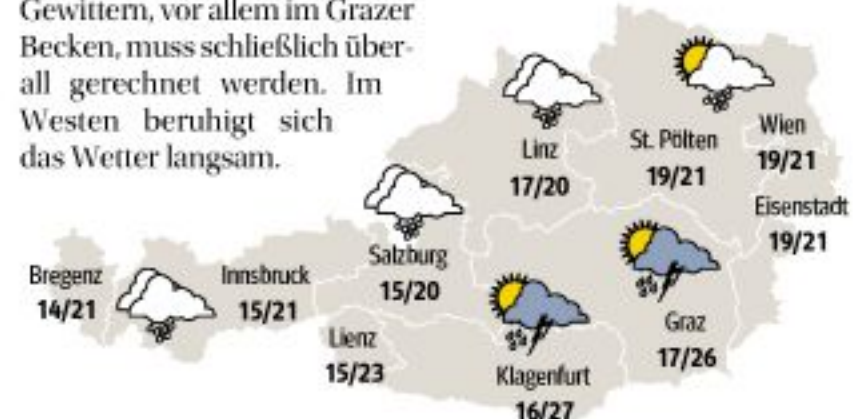 Gewittern, vor allem im Grazer
Becken, muss schließlich über-
all gerechnet werden. Im
Westen beruhigt sich
das Wetter langsam.
Linz
17/20
St. Pölten
19/21
Wien
19/21
Eisenstadt
19/21
Salzburg
15/20
Bregenz
14/21
Innsbruck
15/21
Lienz
15/23
Graz
17/26
Klagenfurt
16/27